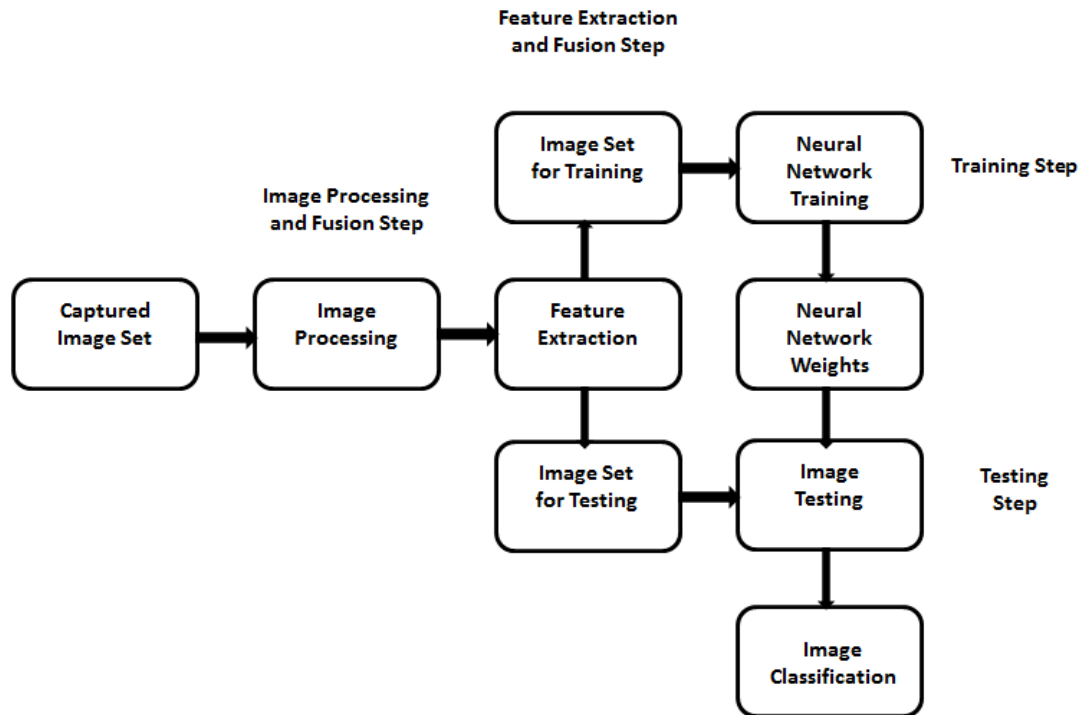 Feature Extraction
and Fusion Step
Image Set
for Training
Neural
Network
Training
Training Step
Image Processing
and Fusion Step
Captured
Image Set
Image
Processing
Feature
Extraction
Neural
Network
Weights
Image Set
for Testing
Image
Testing
Testing
Step
Image
Classification